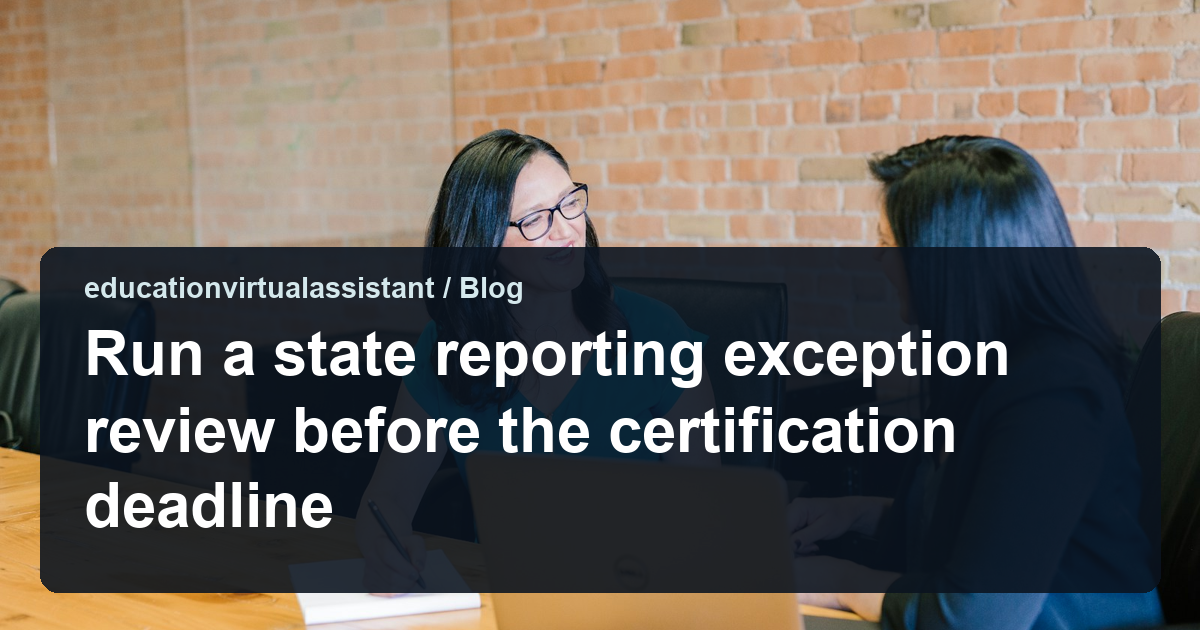 educationvirtualassistant / Blog
Run a state reporting exception
review before the certification
deadline